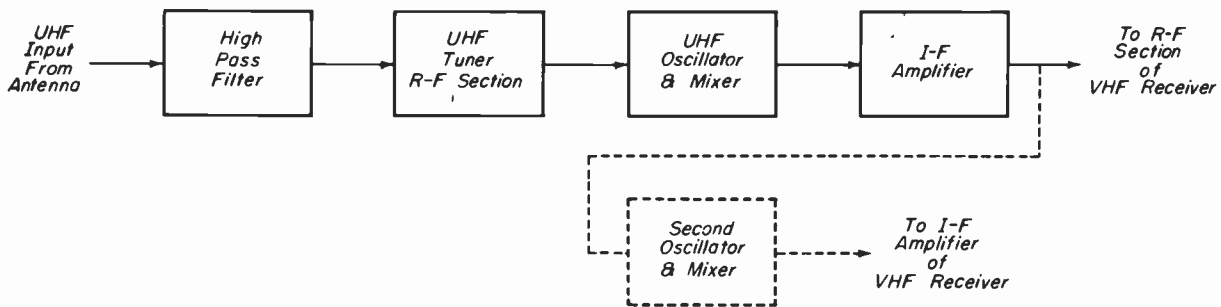 UHF
Input
From
Antenna
High
Pass
Filter
UHF
Tuner
R-F Section
UHF
Oscillator
& Mixer
I-F
Amplifier
To R-F
Section
of
VHF Receiver
Second
Oscillator
& Mixer
To I-F
Amplifier
of
VHF Receiver